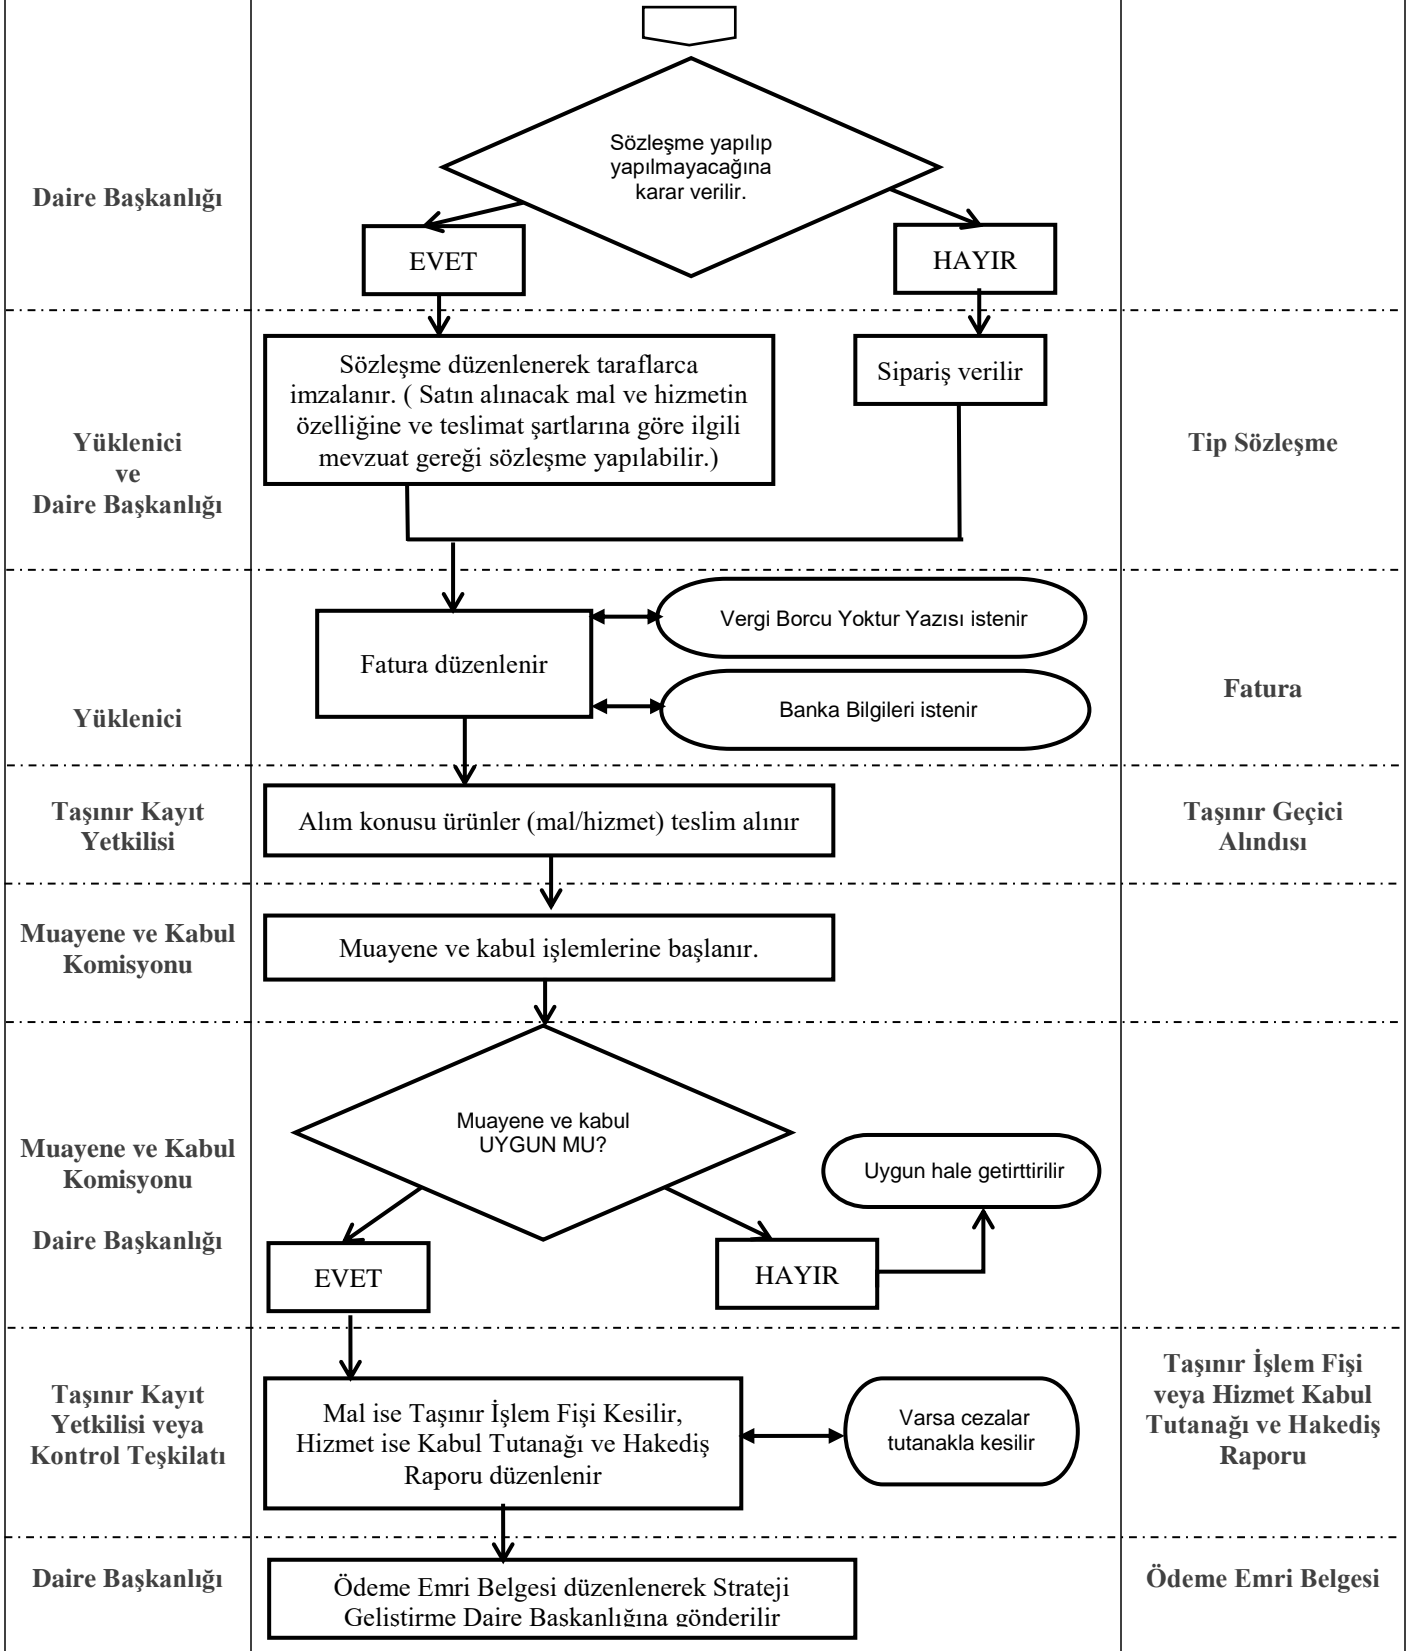 Sözleşme yapılıp
yapılmayacağına
karar verilir.
Daire Başkanlığı
EVET
HAYIR
Sözleşme düzenlenerek taraflarca
imzalanır. ( Satın alınacak mal ve hizmetin
özelliğine ve teslimat şartlarına göre ilgili
mevzuat gereği sözleşme yapılabilir.)
Sipariş verilir
Yüklenici
ve
Daire Başkanlığı
Tip Sözleşme
Vergi Borcu Yoktur Yazısı istenir
Fatura düzenlenir
Banka Bilgileri istenir
Yüklenici
Fatura
Taşınır Kayıt
Yetkilisi
Alım konusu ürünler (mal/hizmet) teslim alınır
Taşınır Geçici
Alındısı
Muayene ve Kabul
Komisyonu
Muayene ve kabul işlemlerine başlanır.
Muayene ve kabul
UYGUN MU?
Muayene ve Kabul
Komisyonu
Daire Başkanlığı
Uygun hale getirttirilir
EVET
HAYIR
Taşınır Kayıt
Yetkilisi veya
Kontrol Teşkilatı
Mal ise Taşınır İşlem Fişi Kesilir,
Hizmet ise Kabul Tutanağı ve Hakediş
Raporu düzenlenir
Varsa cezalar
tutanakla kesilir
Taşınır İşlem Fişi
veya Hizmet Kabul
Tutanağı ve Hakediş
Raporu
Daire Başkanlığı
Ödeme Emri Belgesi düzenlenerek Strateji
Geliştirme Daire Başkanlığına gönderilir
Ödeme Emri Belgesi